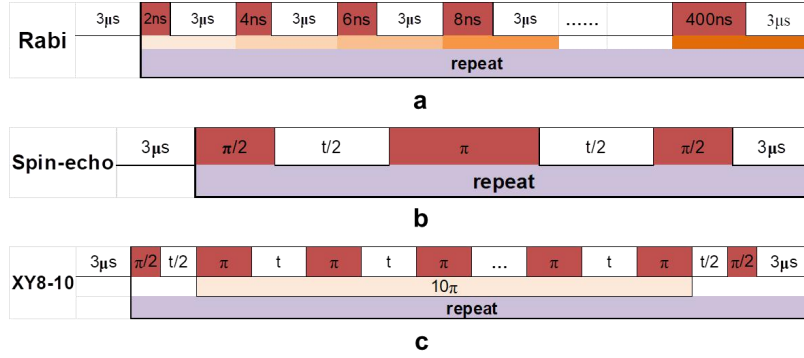 3μs 2ns 3μs 4ns 3μs 6ns 3μs 8ns 3μs ...... 400ns 3μs
Rabi
repeat
a
3μs π/2 t/2 π t/2 π/2 3μs
Spin-echo
repeat
b
3μs π/2 t/2 π t π t π ... π t π t/2 π/2 3μs
XY8-10
10π
repeat
c